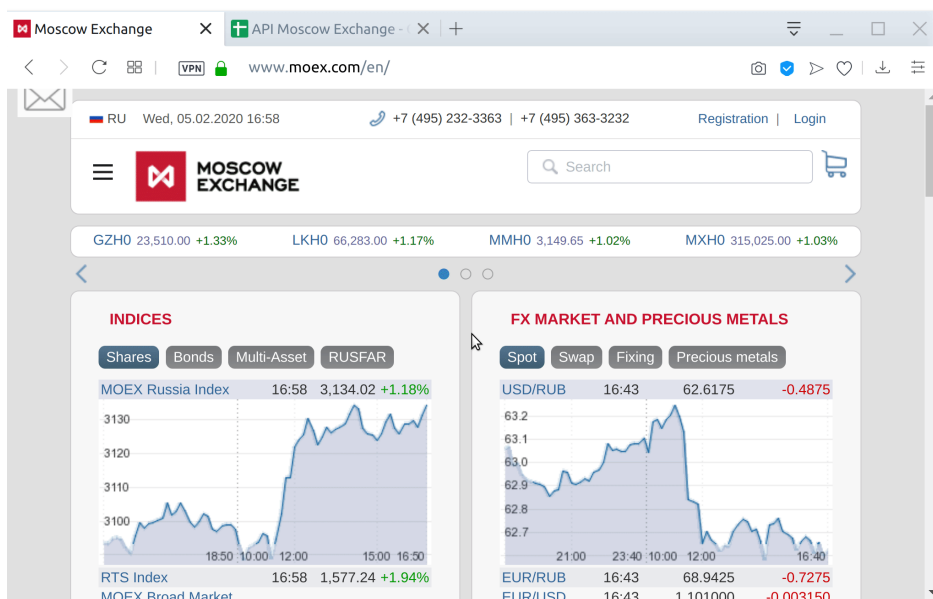 Moscow Exchange
API Moscow Exchange -
VPN
www.moex.com/en/
RU Wed, 05.02.2020 16:58 +7 (495) 232-3363 | +7 (495) 363-3232 Registration | Login
MOSCOW
EXCHANGE
Search
GZH0 23,510.00 +1.33% LKH0 66,283.00 +1.17% MMH0 3,149.65 +1.02% MXH0 315,025.00 +1.03%
INDICES
Shares Bonds Multi-Asset RUSFAR
MOEX Russia Index 16:58 3,134.02 +1.18%
3130
3120
3110
3100
18:50 10:00 12:00 15:00 16:50
RTS Index 16:58 1,577.24 +1.94%
MOEX Broad Market
FX MARKET AND PRECIOUS METALS
Spot Swap Fixing Precious metals
USD/RUB 16:43 62.6175 -0.4875
63.2
63.1
63.0
62.9
62.8
62.7
21:00 23:40 10:00 12:00 16:40
EUR/RUB 16:43 68.9425 -0.7275
EUR/USD 16:43 1.101000 -0.003150